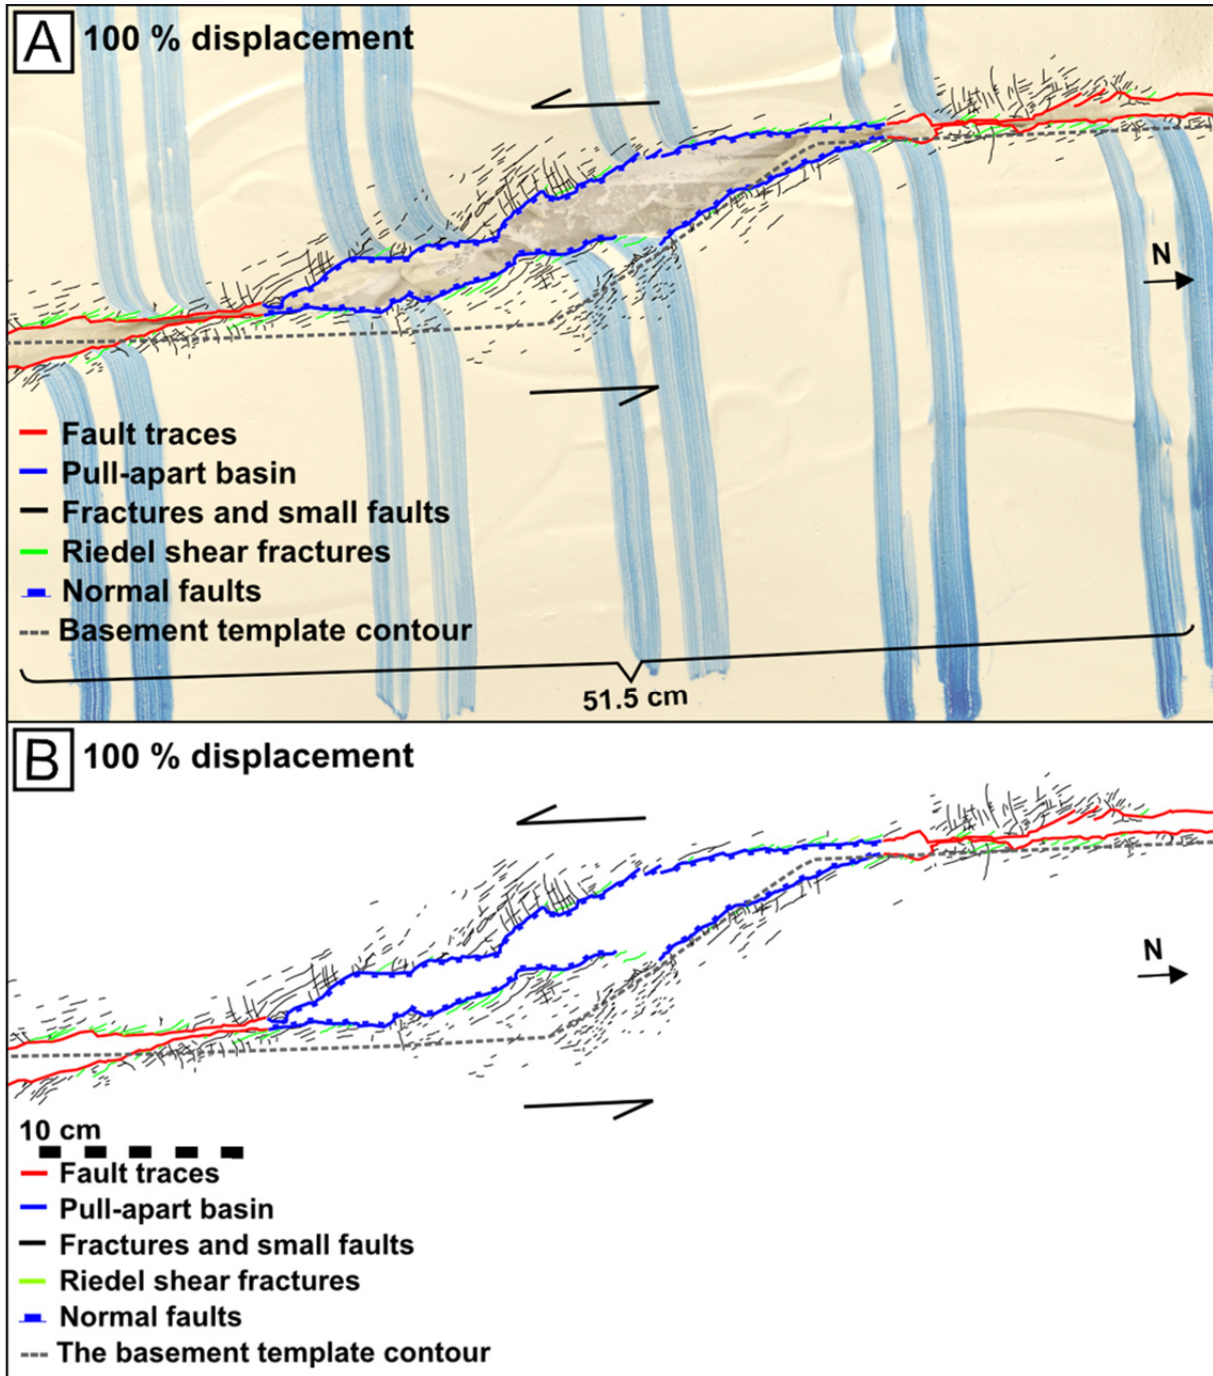 A
100 % displacement
N
Fault traces
Pull-apart basin
Fractures and small faults
Riedel shear fractures
Normal faults
Basement template contour
51.5 cm
B
100 % displacement
N
10 cm
Fault traces
Pull-apart basin
Fractures and small faults
Riedel shear fractures
Normal faults
The basement template contour